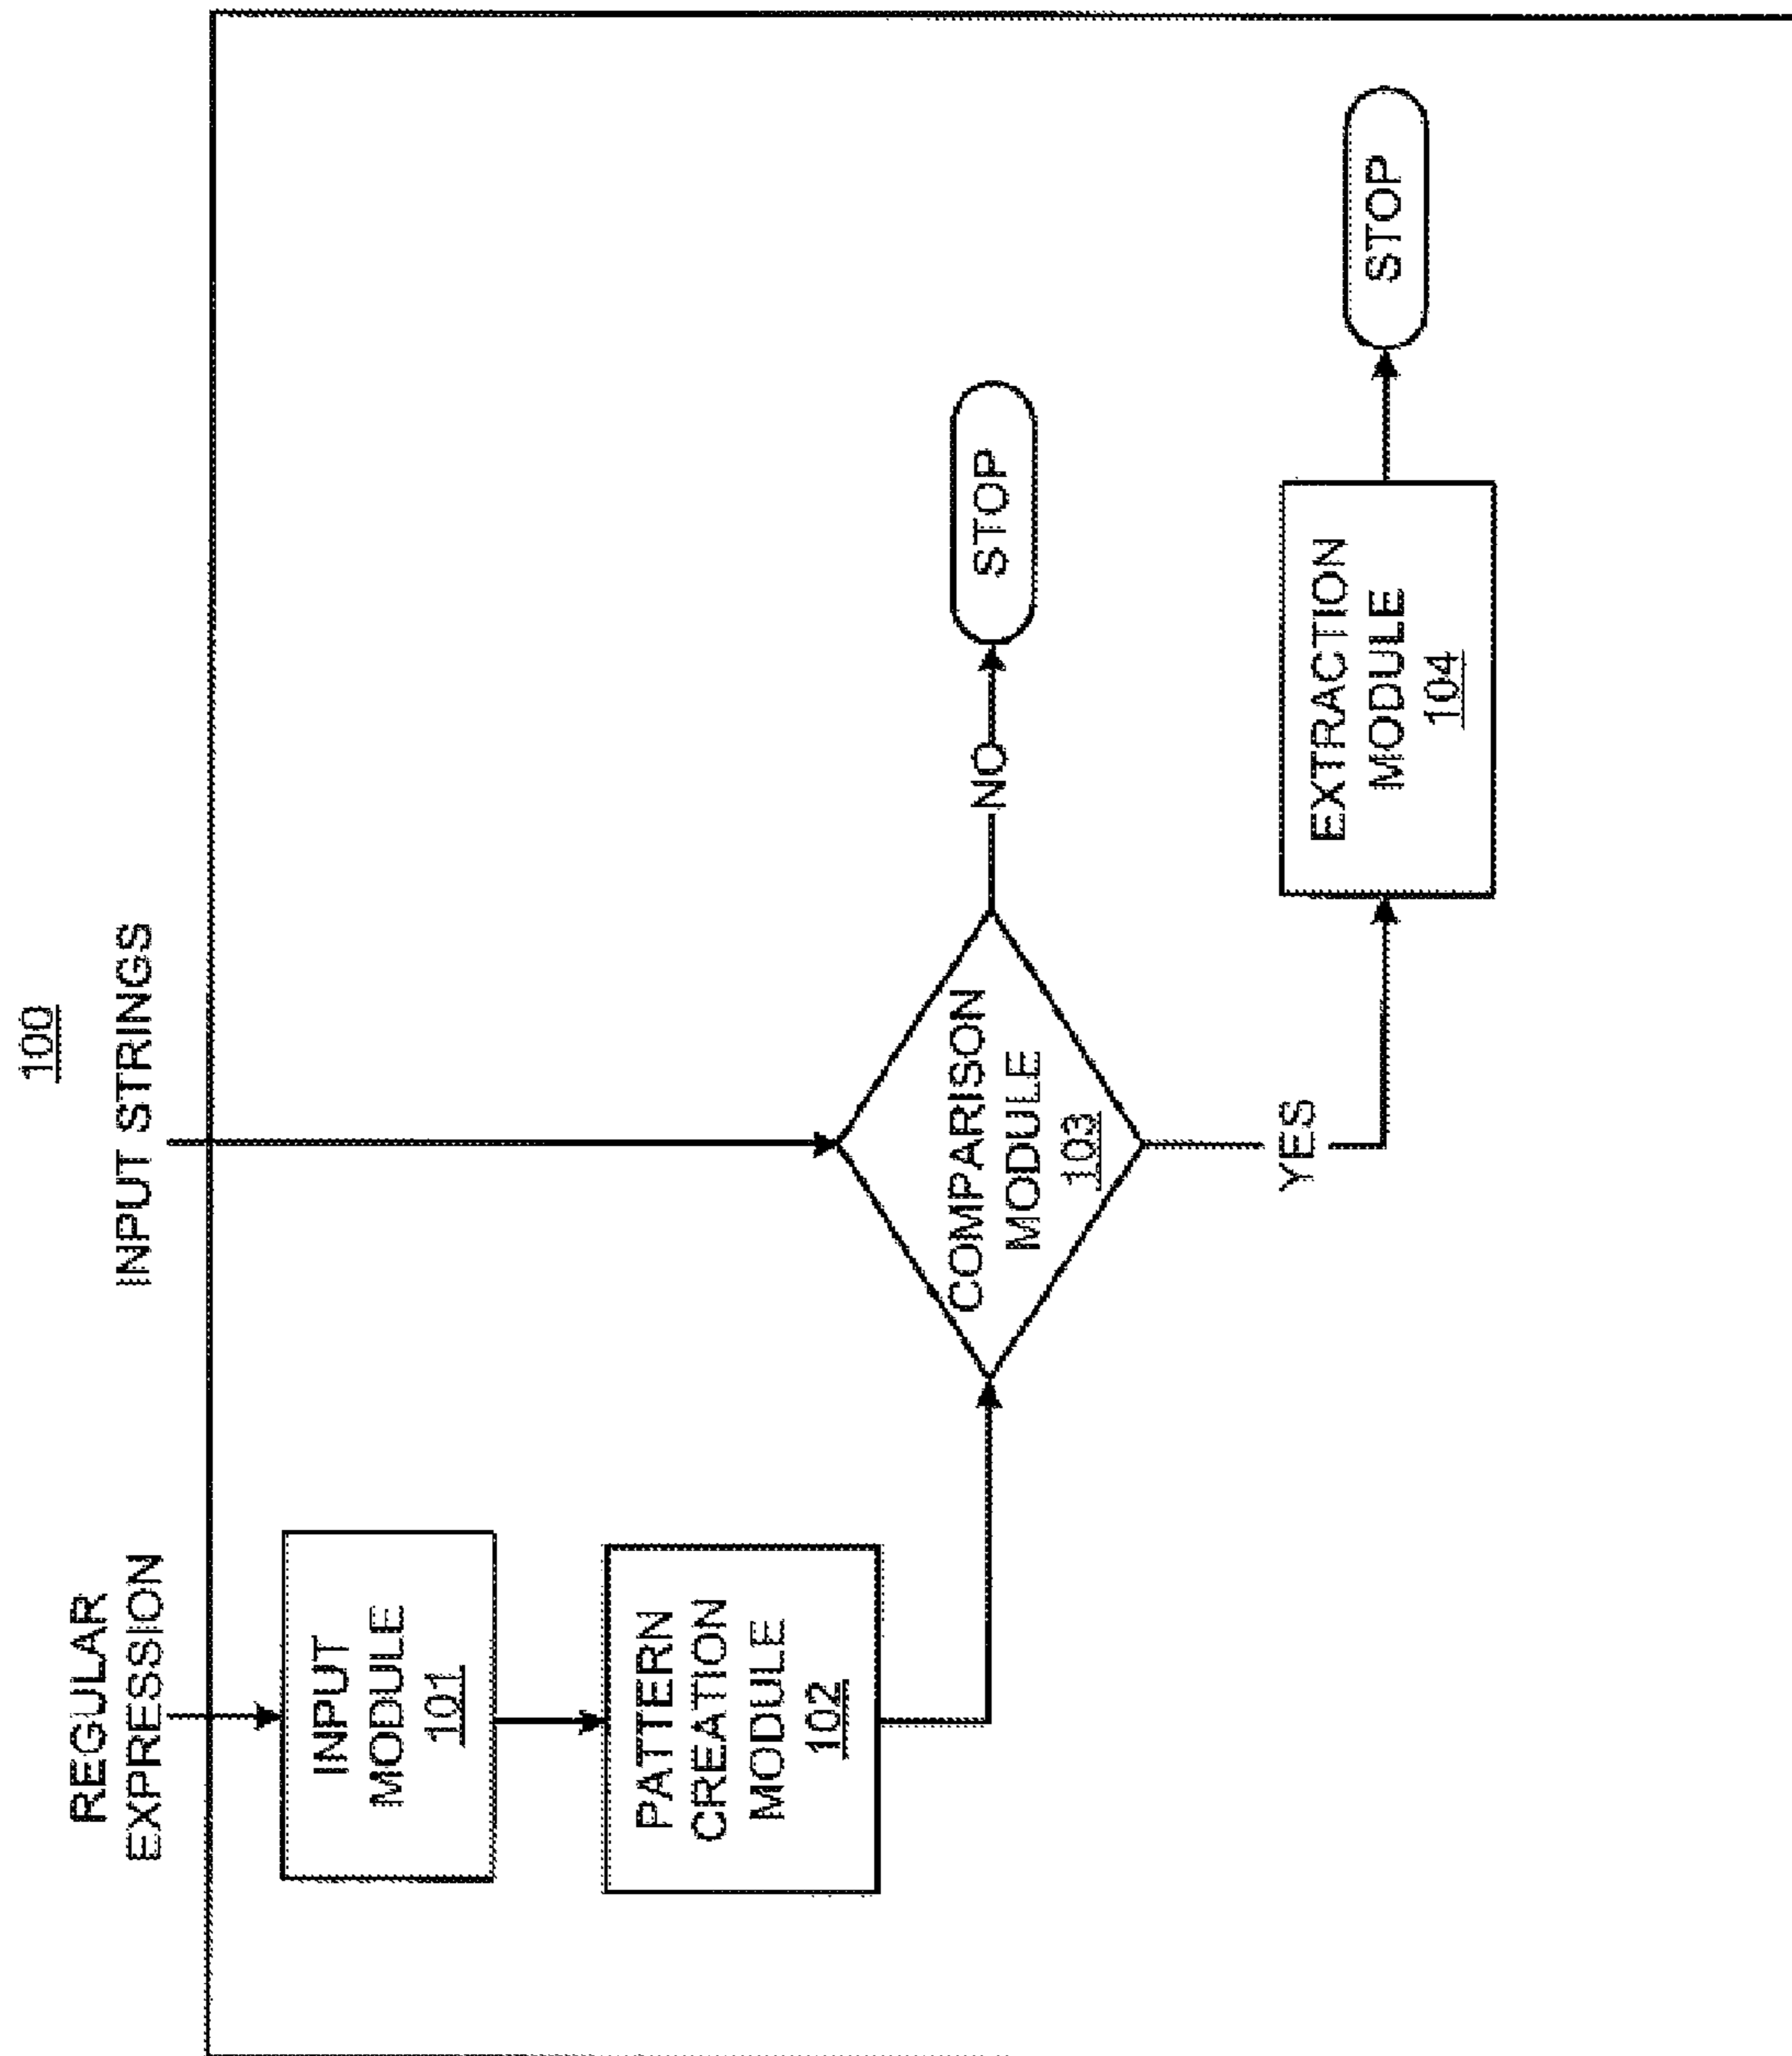 100
REGULAR
EXPRESSION
INPUT STRINGS
INPUT
MODULE
101
PATTERN
CREATION
MODULE
102
COMPARISON
MODULE
103
NO
STOP
YES
EXTRACTION
MODULE
104
STOP